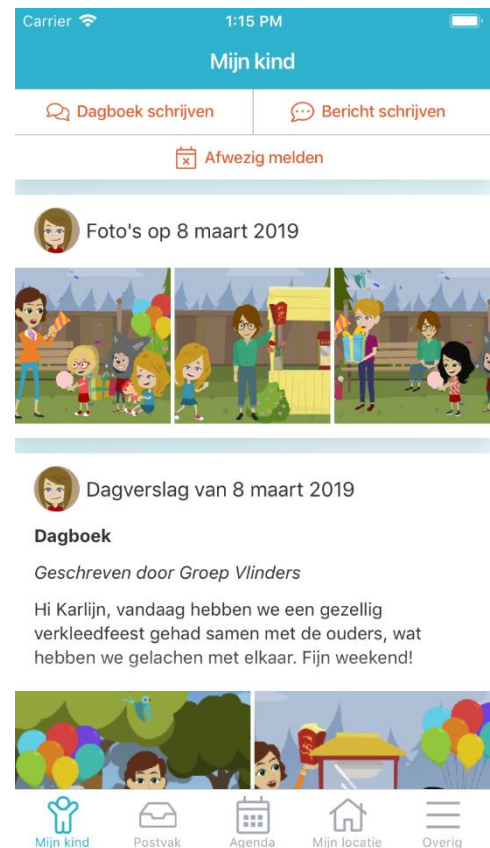 Carrier 1:15 PM
Mijn kind
Dagboek schrijven Bericht schrijven
Afwezig melden
Foto's op 8 maart 2019
Dagverslag van 8 maart 2019
Dagboek
Geschreven door Groep Vlinders
Hi Karlijn, vandaag hebben we een gezellig
verkleedfeest gehad samen met de ouders, wat
hebben we gelachen met elkaar. Fijn weekend!
Mijn kind Postvak Agenda Mijn locatie Overig